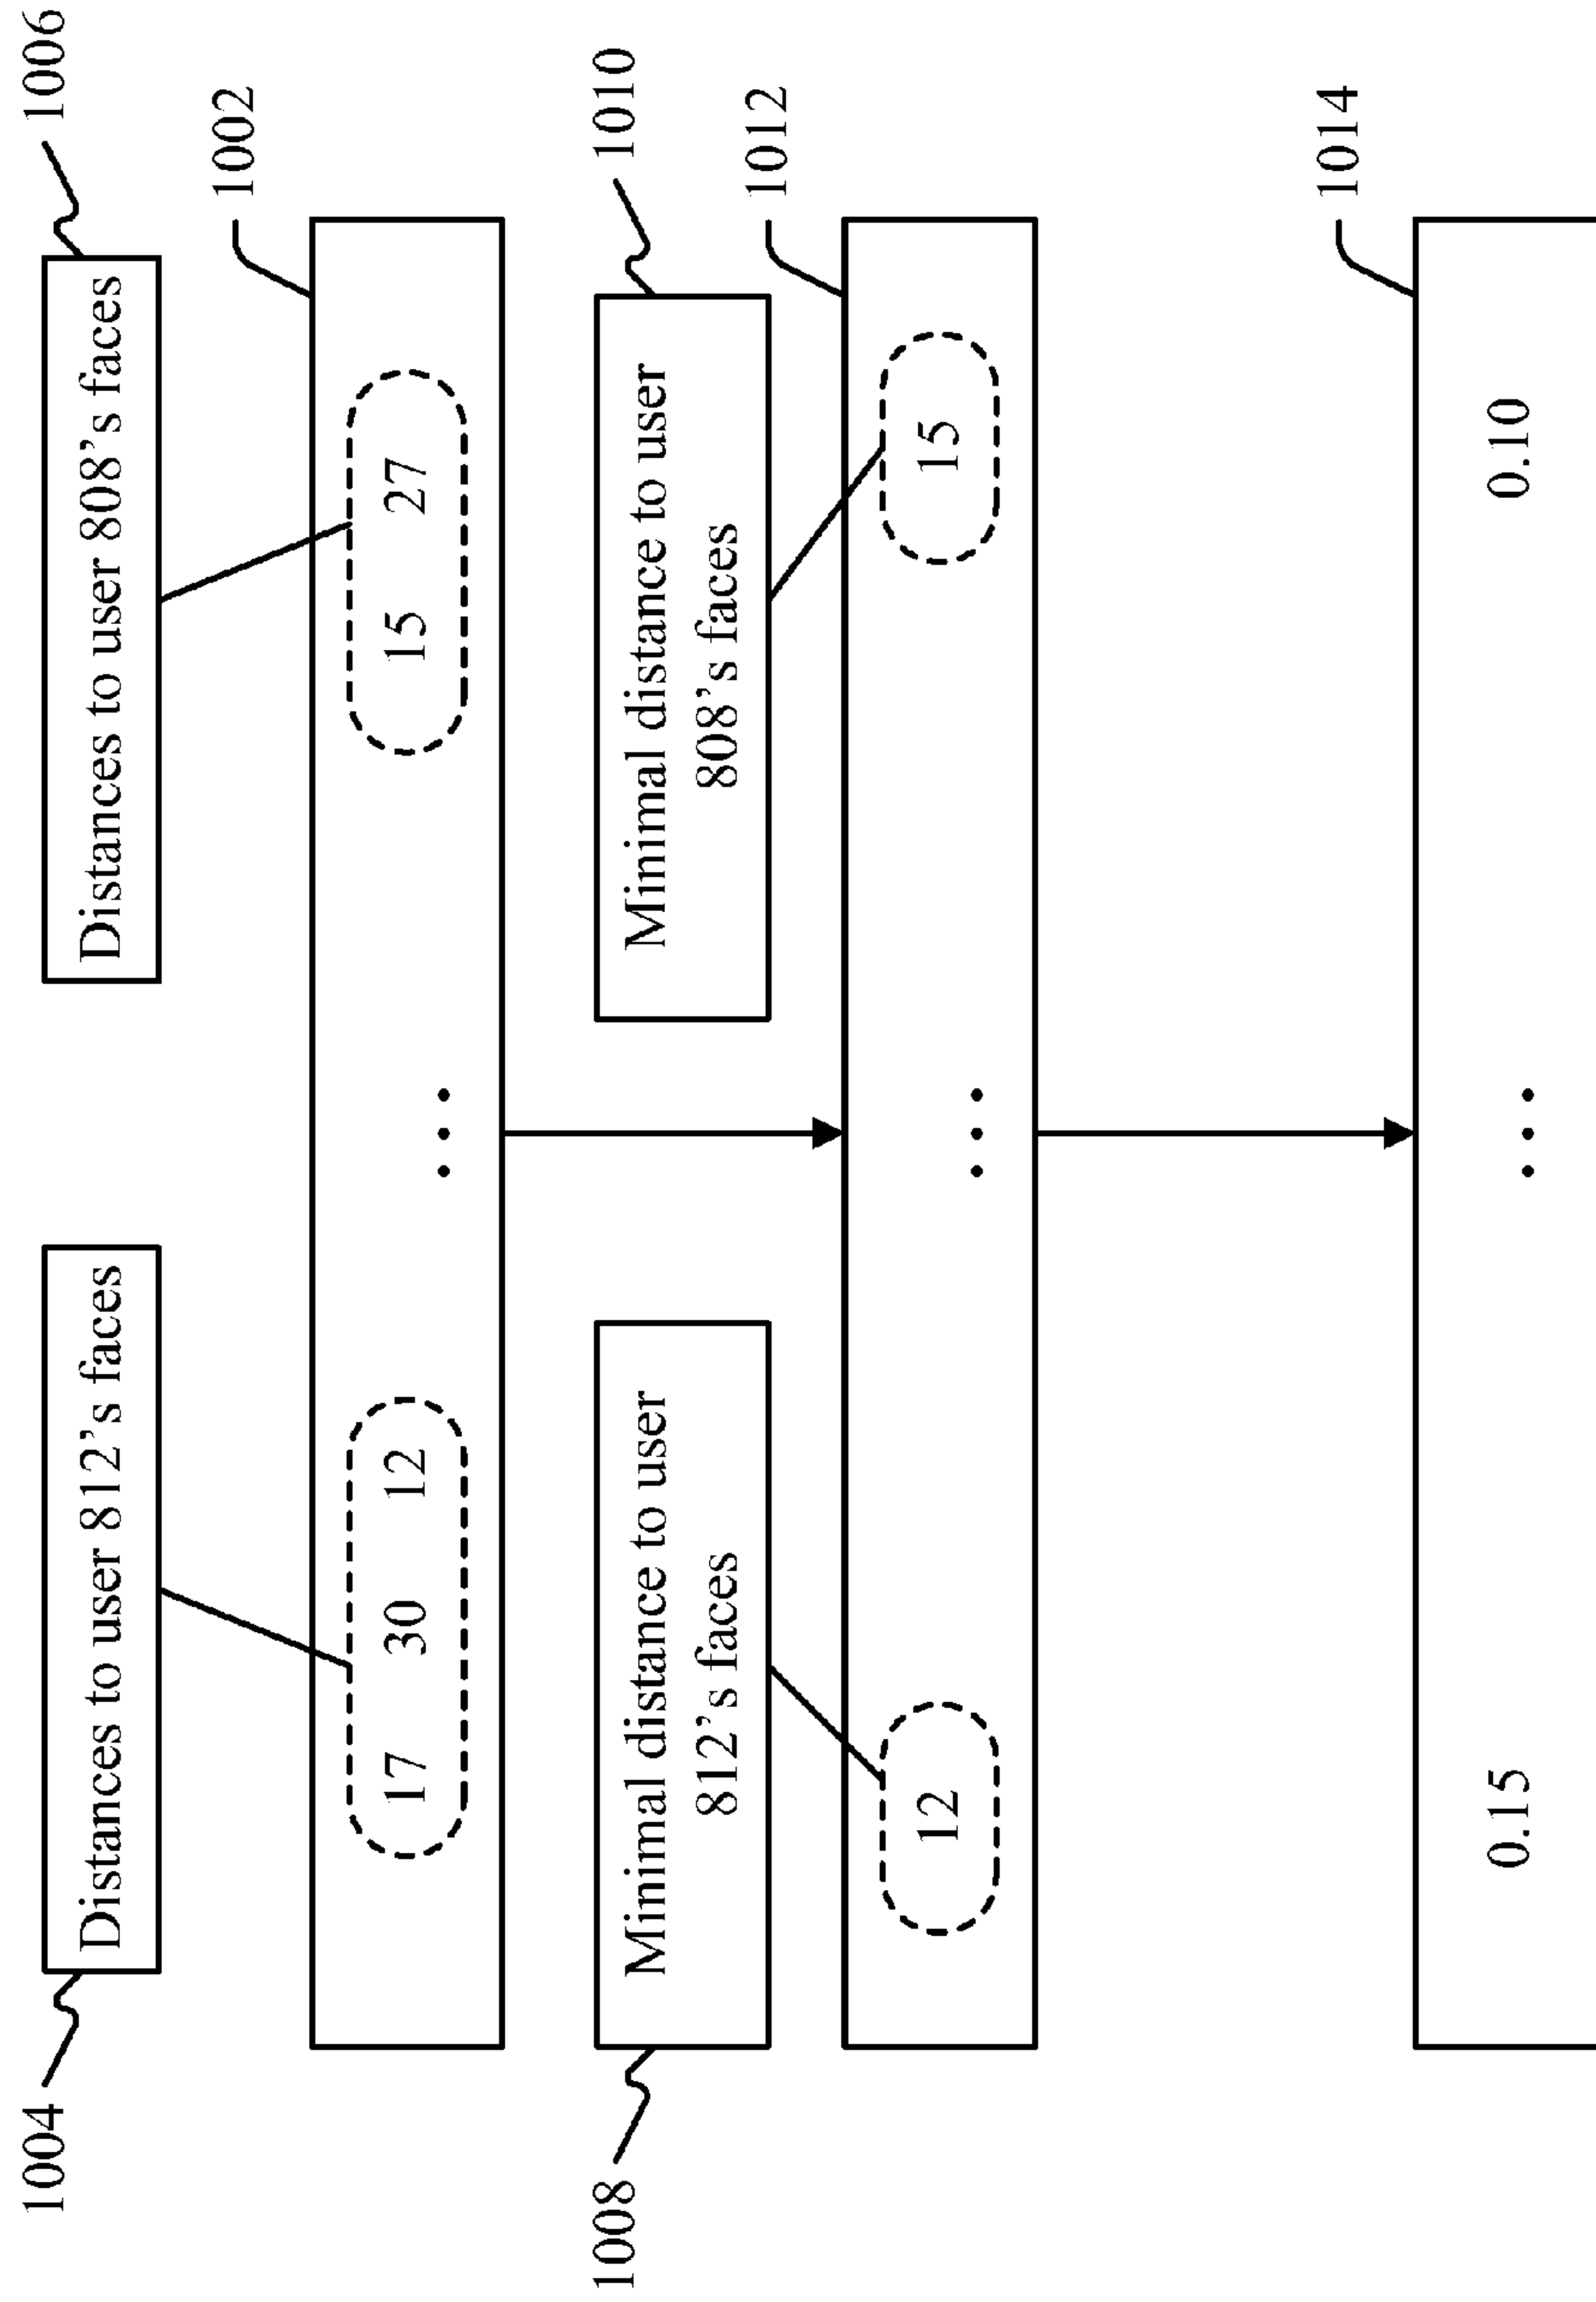 1004
Distances to user 812's faces
Distances to user 808's faces
1006
1002
17 30 12
...
15 27
1008
Minimal distance to user
812's faces
Minimal distance to user
808's faces
1010
1012
12
...
15
1014
0.15
...
0.10